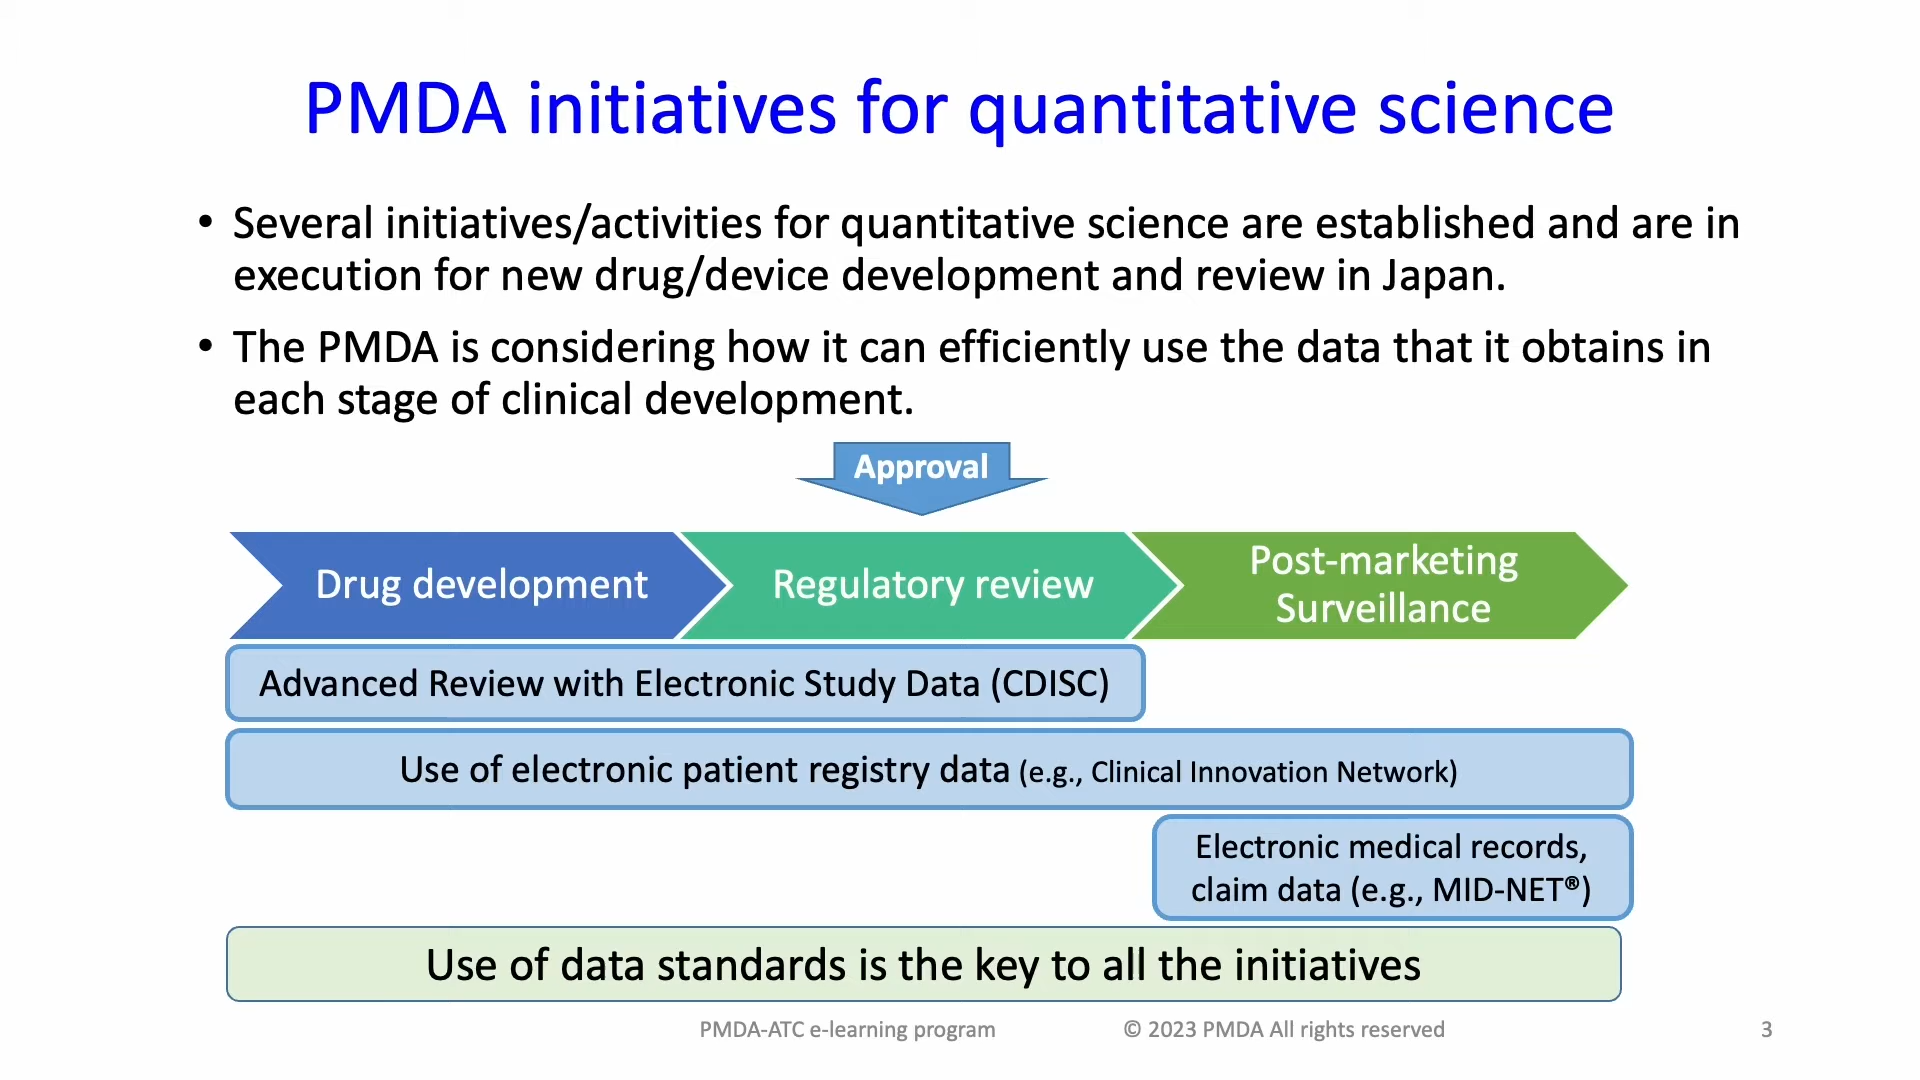 PMDA initiatives for quantitative science
• Several initiatives/activities for quantitative science are established and are in
execution for new drug/device development and review in Japan.
• The PMDA is considering how it can efficiently use the data that it obtains in
each stage of clinical development.
Approval
Drug development
Regulatory review
Post-marketing
Surveillance
Advanced Review with Electronic Study Data (CDISC)
Use of electronic patient registry data (e.g., Clinical Innovation Network)
Electronic medical records,
claim data (e.g., MID-NET®)
Use of data standards is the key to all the initiatives
PMDA-ATC e-learning program
© 2023 PMDA All rights reserved
3